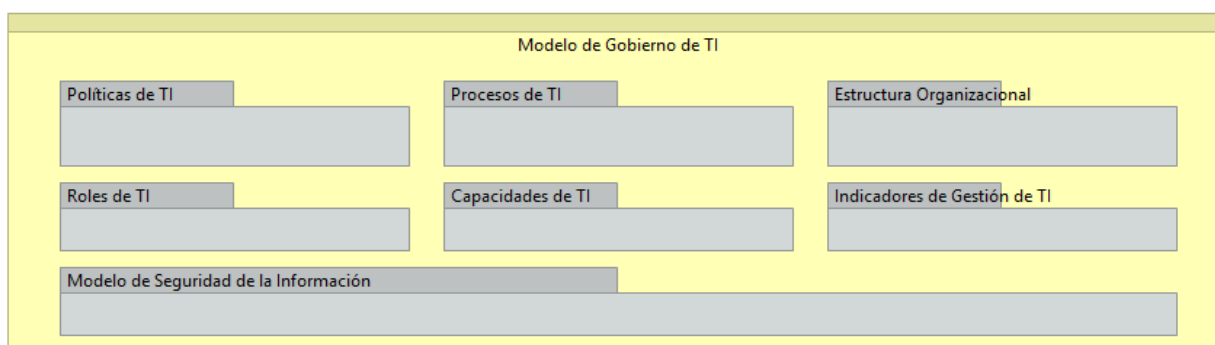 Modelo de Gobierno de TI
Políticas de TI
Procesos de TI
Estructura Organizacional
Roles de TI
Capacidades de TI
Indicadores de Gestión de TI
Modelo de Seguridad de la Información